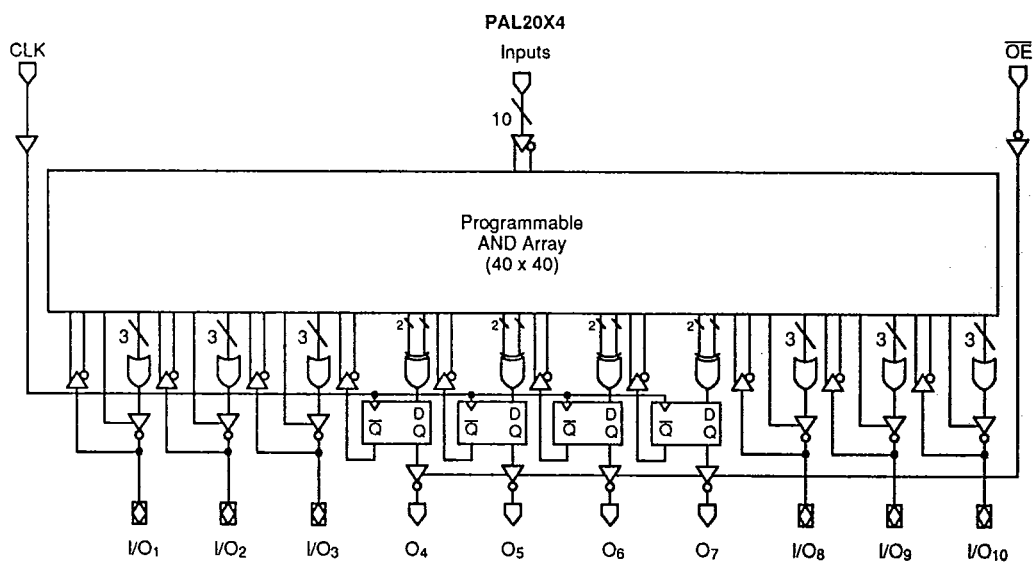 PAL20X4
CLK
Inputs
O̅E̅
10
Programmable
AND Array
(40 x 40)
3 3 3 2 2 2 2 3 3 3
Q̅ D Q̅ D Q̅ D Q̅ D
Q Q Q Q
I/O₁ I/O₂ I/O₃ O₄ O₅ O₆ O₇ I/O₈ I/O₉ I/O₁₀